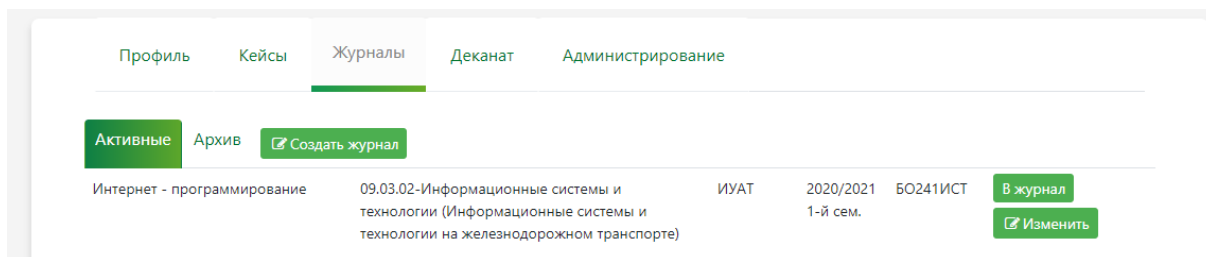 Профиль Кейсы Журналы Деканат Администрирование
Активные Архив Создать журнал
Интернет - программирование 09.03.02-Информационные системы и ИУАТ 2020/2021 БО241ИСТ В журнал
технологии (Информационные системы и 1-й сем.
технологии на железнодорожном транспорте) Изменить